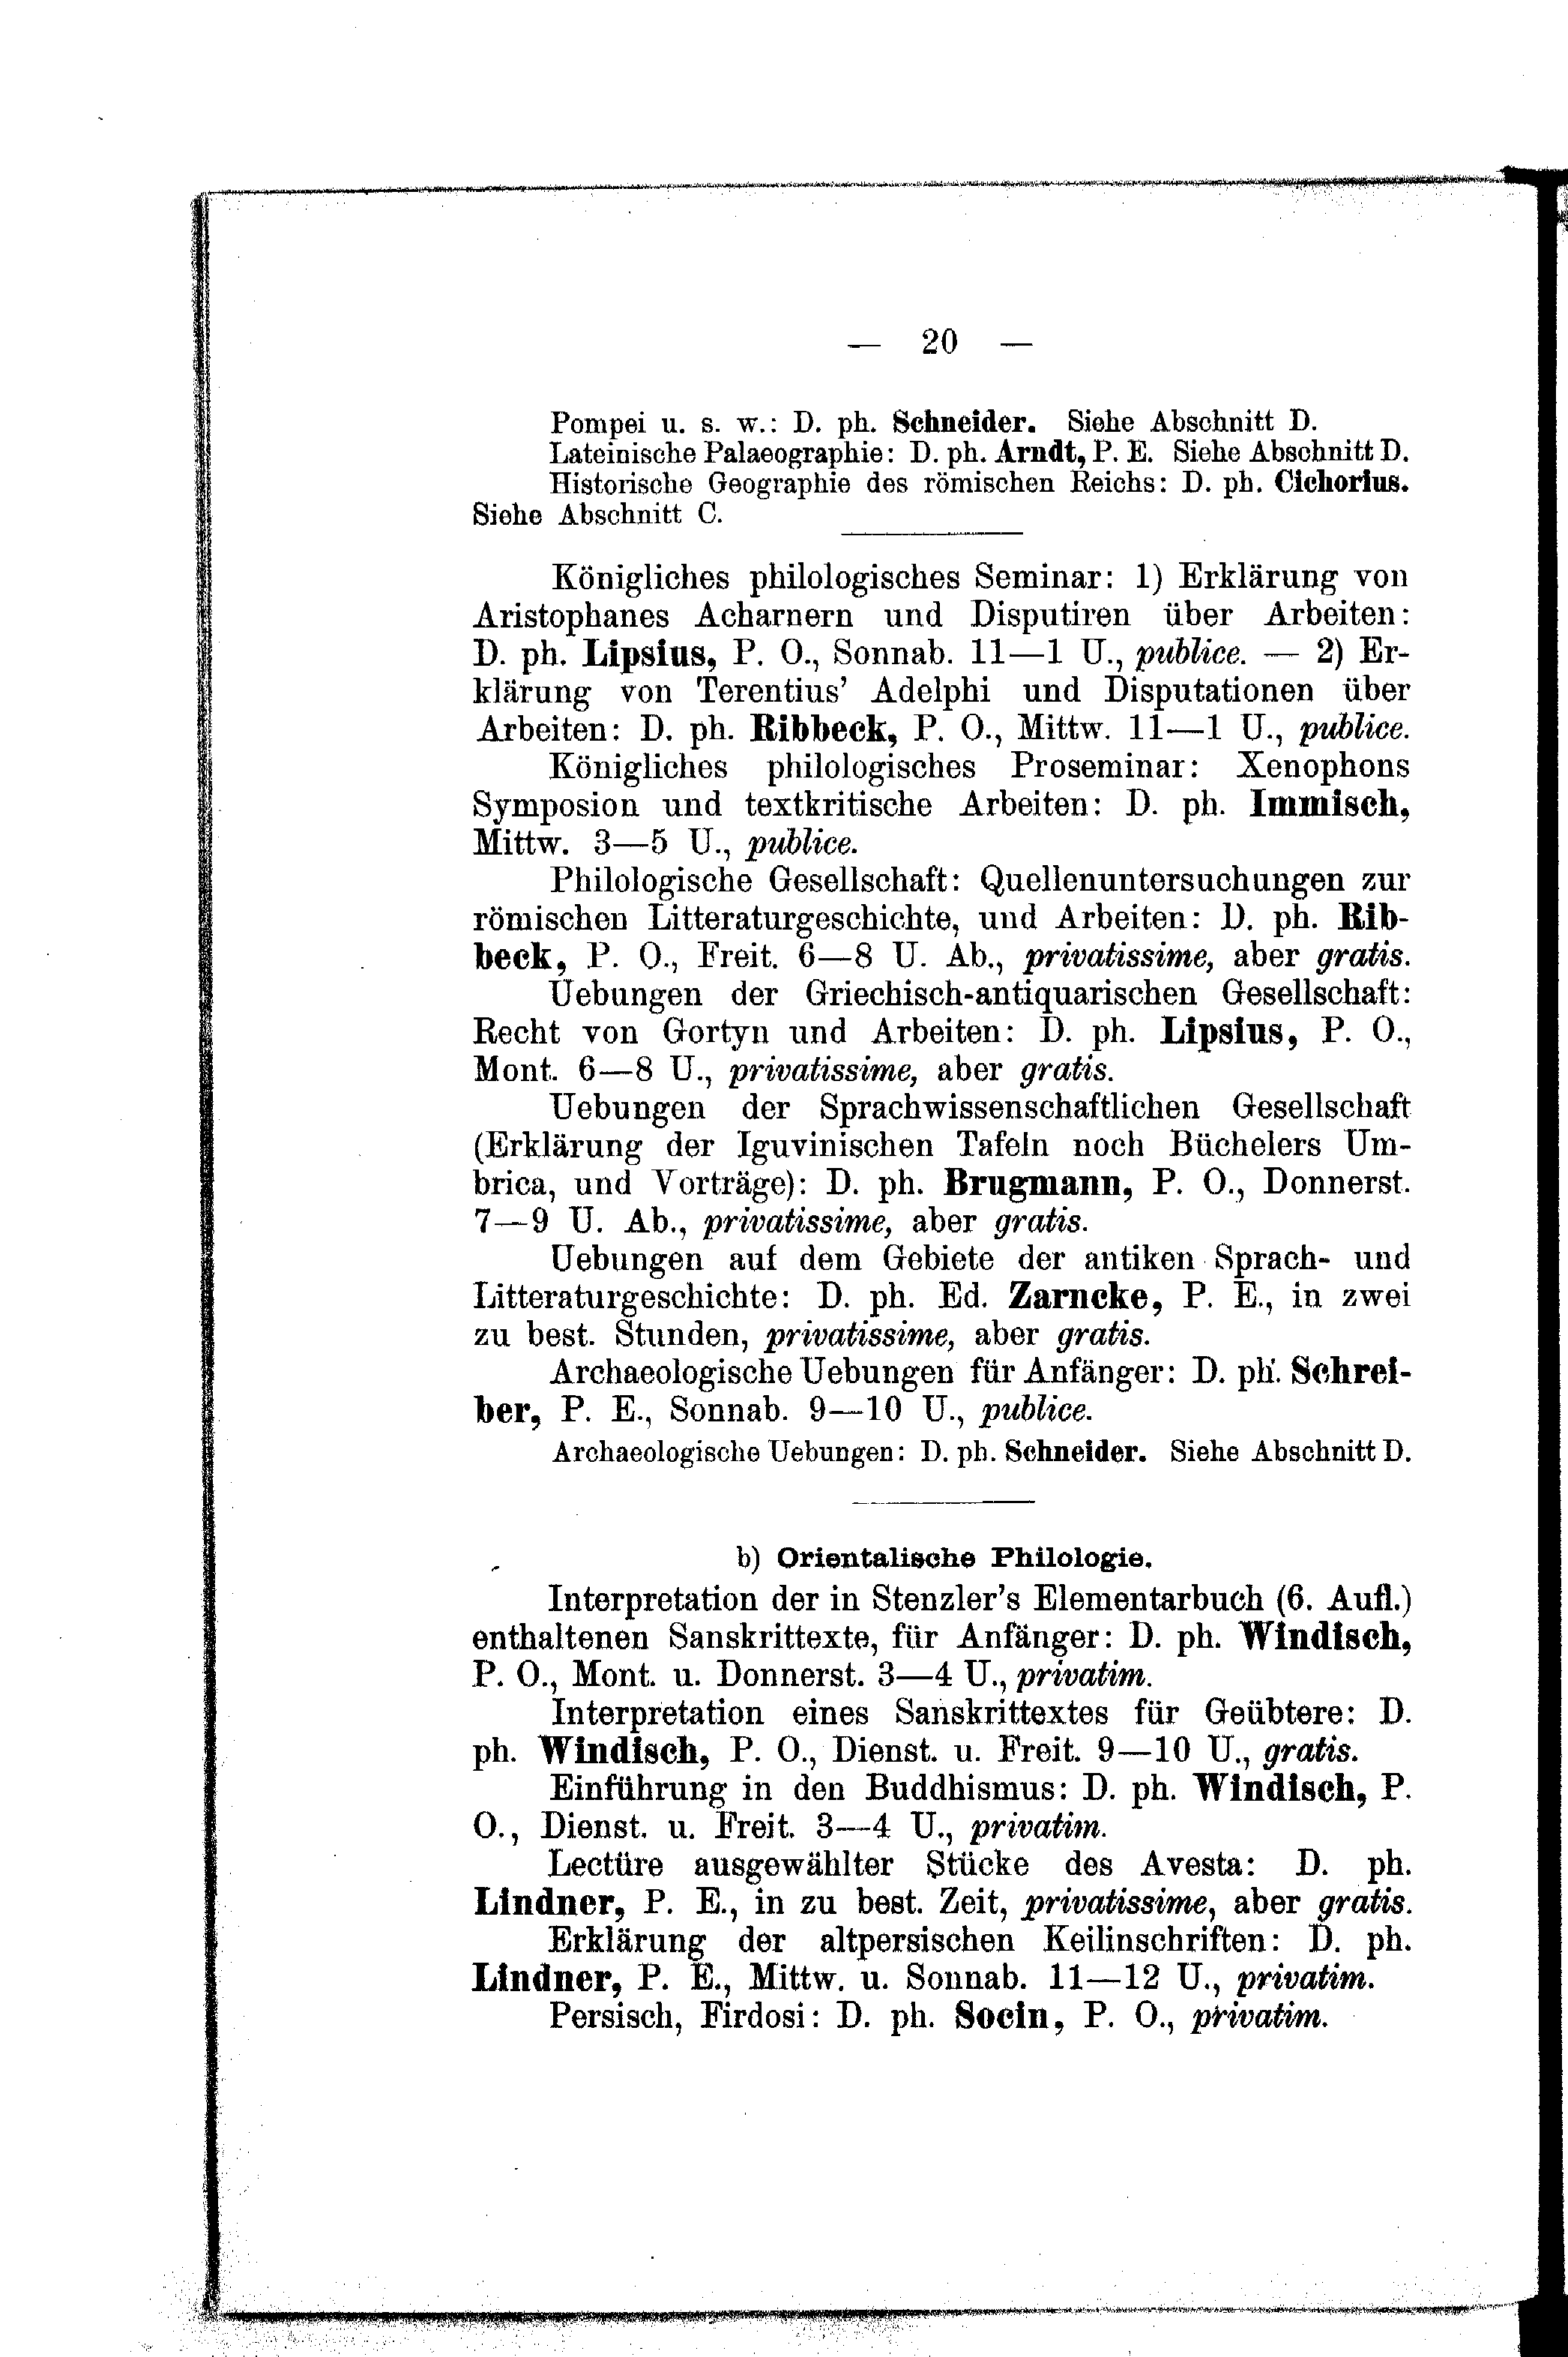 — 20 —
Pompei u. s. w.: D. ph. Schneider. Siehe Abschnitt D.
Lateinische Palaeographie: D. ph. Arndt, P. E. Siehe Abschnitt D.
Historische Geographie des römischen Reichs: D. ph. Cichorius.
Siehe Abschnitt C.
Königliches philologisches Seminar: 1) Erklärung von
Aristophanes Acharnern und Disputiren über Arbeiten:
D. ph. Lipsius, P. O., Sonnab. 11—1 U., publice. — 2) Er-
klärung von Terentius' Adelphi und Disputationen über
Arbeiten: D. ph. Ribbeck, P. O., Mittw. 11—1 U., publice.
Königliches philologisches Proseminar: Xenophons
Symposion und textkritische Arbeiten: D. ph. Immisch,
Mittw. 3—5 U., publice.
Philologische Gesellschaft: Quellenuntersuchungen zur
römischen Litteraturgeschichte, und Arbeiten: D. ph. Rib-
beck, P. O., Freit. 6—8 U. Ab., privatissime, aber gratis.
Uebungen der Griechisch-antiquarischen Gesellschaft:
Recht von Gortyn und Arbeiten: D. ph. Lipsius, P. O.,
Mont. 6—8 U., privatissime, aber gratis.
Uebungen der Sprachwissenschaftlichen Gesellschaft
(Erklärung der Iguvinischen Tafeln noch Büchelers Um-
brica, und Vorträge): D. ph. Brugmann, P. O., Donnerst.
7—9 U. Ab., privatissime, aber gratis.
Uebungen auf dem Gebiete der antiken Sprach- und
Litteraturgeschichte: D. ph. Ed. Zarncke, P. E., in zwei
zu best. Stunden, privatissime, aber gratis.
Archaeologische Uebungen für Anfänger: D. ph. Schrei-
ber, P. E., Sonnab. 9—10 U., publice.
Archaeologische Uebungen: D. ph. Schneider. Siehe Abschnitt D.
b) Orientalische Philologie.
Interpretation der in Stenzler's Elementarbuch (6. Aufl.)
enthaltenen Sanskrittexte, für Anfänger: D. ph. Windisch,
P. O., Mont. u. Donnerst. 3—4 U., privatim.
Interpretation eines Sanskrittextes für Geübtere: D.
ph. Windisch, P. O., Dienst. u. Freit. 9—10 U., gratis.
Einführung in den Buddhismus: D. ph. Windisch, P.
O., Dienst. u. Freit. 3—4 U., privatim.
Lectüre ausgewählter Stücke des Avesta: D. ph.
Lindner, P. E., in zu best. Zeit, privatissime, aber gratis.
Erklärung der altpersischen Keilinschriften: D. ph.
Lindner, P. E., Mittw. u. Sonnab. 11—12 U., privatim.
Persisch, Firdosi: D. ph. Socin, P. O., privatim.